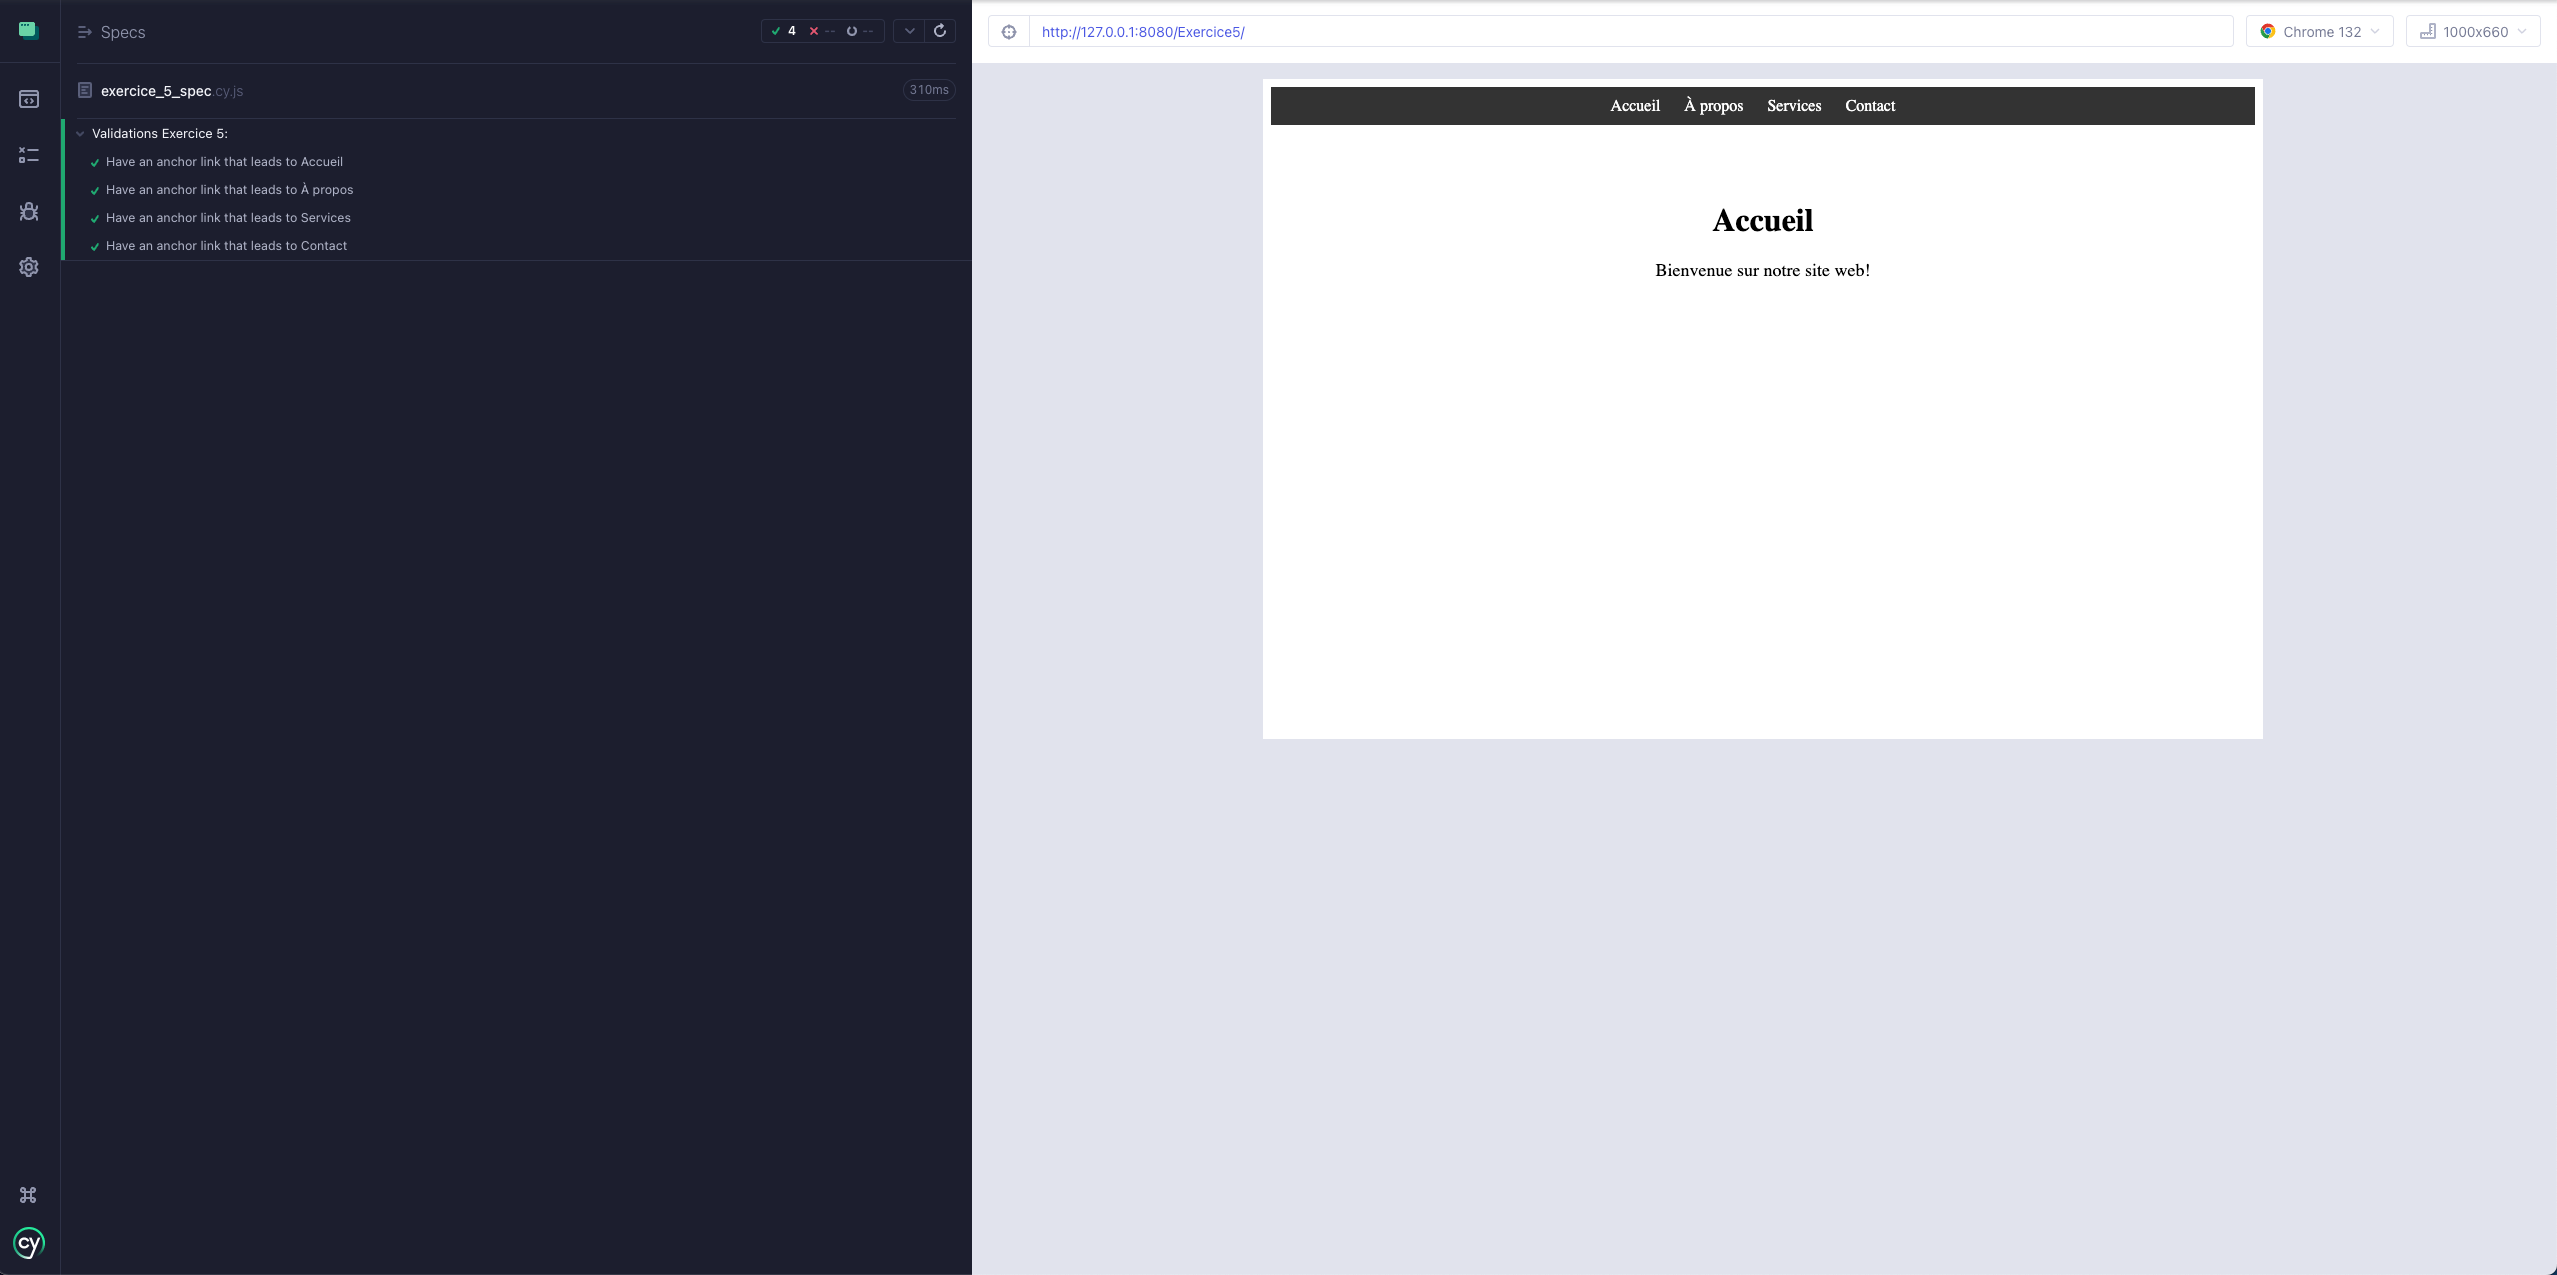 Specs
4 -- --
exercice_5_spec.cy.js
310ms
Validations Exercice 5:
Have an anchor link that leads to Accueil
Have an anchor link that leads to À propos
Have an anchor link that leads to Services
Have an anchor link that leads to Contact
cy
http://127.0.0.1:8080/Exercice5/
Chrome 132
1000x660
Accueil À propos Services Contact
Accueil
Bienvenue sur notre site web!